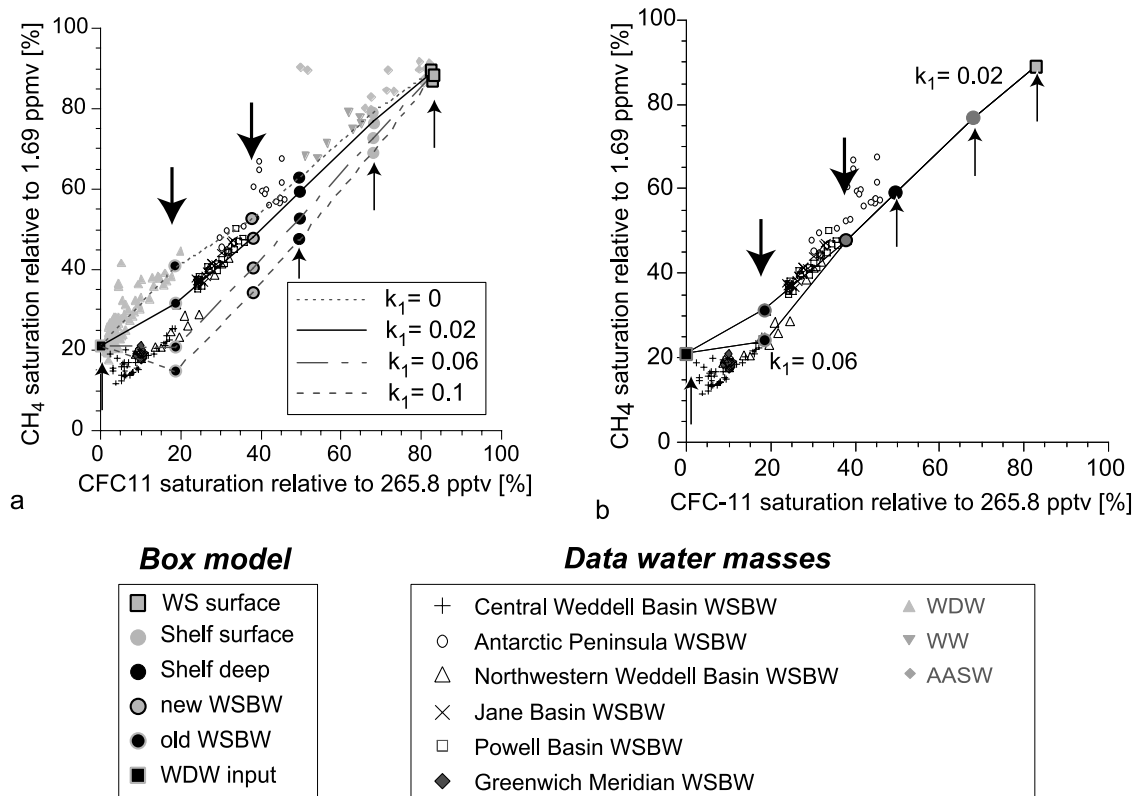 CH4 saturation relative to 1.69 ppmv [%]
100
80
60
40
20
0
0 20 40 60 80 100
CFC11 saturation relative to 265.8 pptv [%]
a
k1= 0
k1= 0.02
k1= 0.06
k1= 0.1
CH4 saturation relative to 1.69 ppmv [%]
100
80
60
40
20
0
0 20 40 60 80 100
CFC-11 saturation relative to 265.8 pptv [%]
b
k1= 0.02
k1= 0.06
Box model
WS surface
Shelf surface
Shelf deep
new WSBW
old WSBW
WDW input
Data water masses
Central Weddell Basin WSBW
Antarctic Peninsula WSBW
Northwestern Weddell Basin WSBW
Jane Basin WSBW
Powell Basin WSBW
Greenwich Meridian WSBW
WDW
WW
AASW